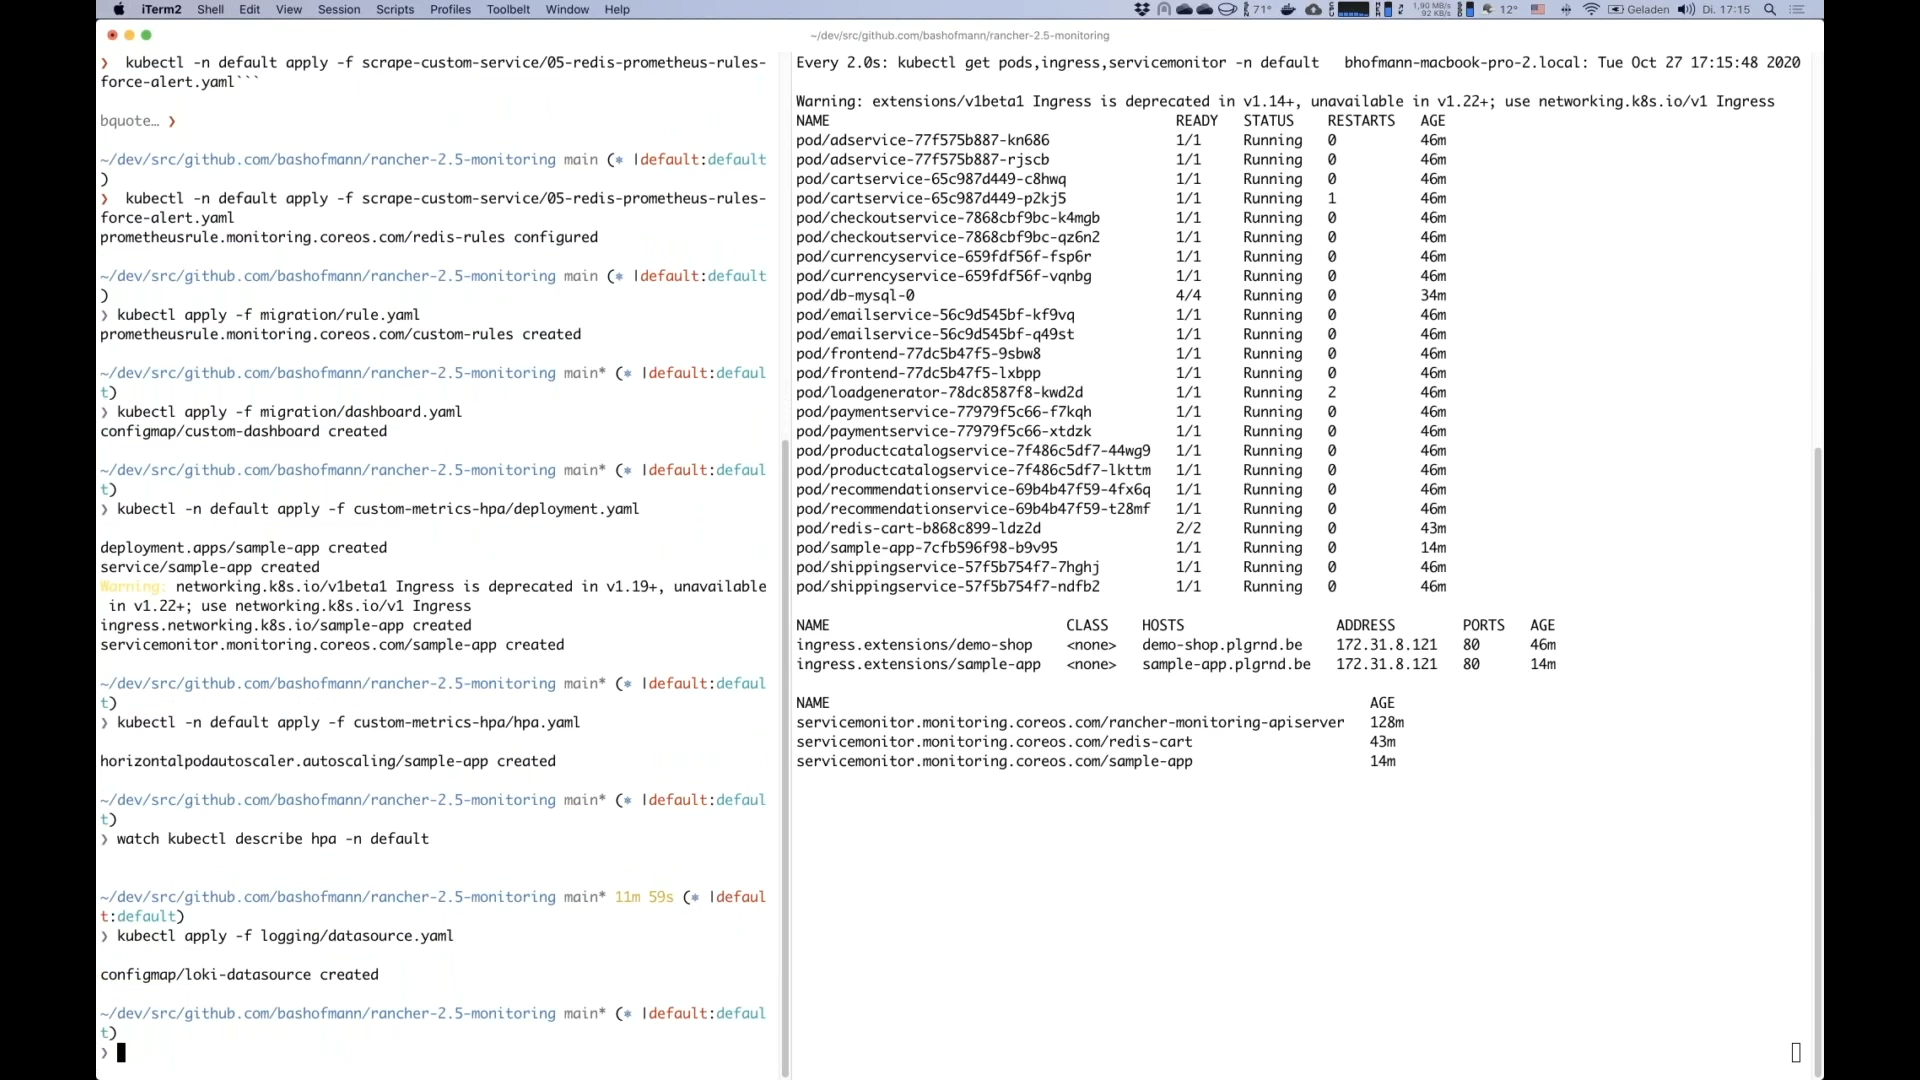 iTerm2 Shell Edit View Session Scripts Profiles Toolbelt Window Help
71° 1,90 MB/s 92 KB/s 12° Geladen Di. 17:15
~/dev/src/github.com/bashofmann/rancher-2.5-monitoring
❯ kubectl -n default apply -f scrape-custom-service/05-redis-prometheus-rules-
force-alert.yaml```
bquote… ❯
~/dev/src/github.com/bashofmann/rancher-2.5-monitoring main (⎈ |default:default
)
❯ kubectl -n default apply -f scrape-custom-service/05-redis-prometheus-rules-
force-alert.yaml
prometheusrule.monitoring.coreos.com/redis-rules configured
~/dev/src/github.com/bashofmann/rancher-2.5-monitoring main (⎈ |default:default
)
❯ kubectl apply -f migration/rule.yaml
prometheusrule.monitoring.coreos.com/custom-rules created
~/dev/src/github.com/bashofmann/rancher-2.5-monitoring main* (⎈ |default:defaul
t)
❯ kubectl apply -f migration/dashboard.yaml
configmap/custom-dashboard created
~/dev/src/github.com/bashofmann/rancher-2.5-monitoring main* (⎈ |default:defaul
t)
❯ kubectl -n default apply -f custom-metrics-hpa/deployment.yaml
deployment.apps/sample-app created
service/sample-app created
Warning: networking.k8s.io/v1beta1 Ingress is deprecated in v1.19+, unavailable
in v1.22+; use networking.k8s.io/v1 Ingress
ingress.networking.k8s.io/sample-app created
servicemonitor.monitoring.coreos.com/sample-app created
~/dev/src/github.com/bashofmann/rancher-2.5-monitoring main* (⎈ |default:defaul
t)
❯ kubectl -n default apply -f custom-metrics-hpa/hpa.yaml
horizontalpodautoscaler.autoscaling/sample-app created
~/dev/src/github.com/bashofmann/rancher-2.5-monitoring main* (⎈ |default:defaul
t)
❯ watch kubectl describe hpa -n default
~/dev/src/github.com/bashofmann/rancher-2.5-monitoring main* 11m 59s (⎈ |defaul
t:default)
❯ kubectl apply -f logging/datasource.yaml
configmap/loki-datasource created
~/dev/src/github.com/bashofmann/rancher-2.5-monitoring main* (⎈ |default:defaul
t)
❯
Every 2.0s: kubectl get pods,ingress,servicemonitor -n default bhofmann-macbook-pro-2.local: Tue Oct 27 17:15:48 2020
Warning: extensions/v1beta1 Ingress is deprecated in v1.14+, unavailable in v1.22+; use networking.k8s.io/v1 Ingress
NAME READY STATUS RESTARTS AGE
pod/adservice-77f575b887-kn686 1/1 Running 0 46m
pod/adservice-77f575b887-rjscb 1/1 Running 0 46m
pod/cartservice-65c987d449-c8hwq 1/1 Running 0 46m
pod/cartservice-65c987d449-p2kj5 1/1 Running 1 46m
pod/checkoutservice-7868cbf9bc-k4mgb 1/1 Running 0 46m
pod/checkoutservice-7868cbf9bc-qz6n2 1/1 Running 0 46m
pod/currencyservice-659fdf56f-fsp6r 1/1 Running 0 46m
pod/currencyservice-659fdf56f-vqnbg 1/1 Running 0 46m
pod/db-mysql-0 4/4 Running 0 34m
pod/emailservice-56c9d545bf-kf9vq 1/1 Running 0 46m
pod/emailservice-56c9d545bf-q49st 1/1 Running 0 46m
pod/frontend-77dc5b47f5-9sbw8 1/1 Running 0 46m
pod/frontend-77dc5b47f5-lxbpp 1/1 Running 0 46m
pod/loadgenerator-78dc8587f8-kwd2d 1/1 Running 2 46m
pod/paymentservice-77979f5c66-f7kqh 1/1 Running 0 46m
pod/paymentservice-77979f5c66-xtdzk 1/1 Running 0 46m
pod/productcatalogservice-7f486c5df7-44wg9 1/1 Running 0 46m
pod/productcatalogservice-7f486c5df7-lkttm 1/1 Running 0 46m
pod/recommendationservice-69b4b47f59-4fx6q 1/1 Running 0 46m
pod/recommendationservice-69b4b47f59-t28mf 1/1 Running 0 46m
pod/redis-cart-b868c899-ldz2d 2/2 Running 0 43m
pod/sample-app-7cfb596f98-b9v95 1/1 Running 0 14m
pod/shippingservice-57f5b754f7-7hghj 1/1 Running 0 46m
pod/shippingservice-57f5b754f7-ndfb2 1/1 Running 0 46m
NAME CLASS HOSTS ADDRESS PORTS AGE
ingress.extensions/demo-shop <none> demo-shop.plgrnd.be 172.31.8.121 80 46m
ingress.extensions/sample-app <none> sample-app.plgrnd.be 172.31.8.121 80 14m
NAME AGE
servicemonitor.monitoring.coreos.com/rancher-monitoring-apiserver 128m
servicemonitor.monitoring.coreos.com/redis-cart 43m
servicemonitor.monitoring.coreos.com/sample-app 14m